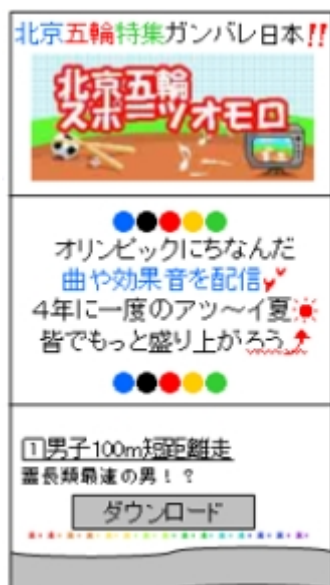 北京五輪特集ガンバレ日本!!
北京五輪
スポーツオモロ
オリンピックにちなんだ
曲や効果音を配信
4年に一度のアツ〜イ夏
皆でもっと盛り上がろう
1男子100m短距離走
霊長類最速の男!?
ダウンロード